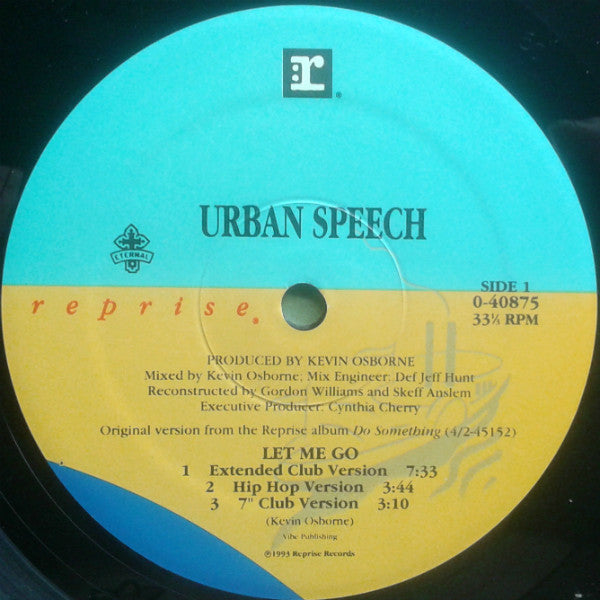 r
®
URBAN SPEECH
ETERNAL
reprise®
SIDE 1
0-40875
33⅓ RPM
PRODUCED BY KEVIN OSBORNE
Mixed by Kevin Osborne; Mix Engineer: Def Jeff Hunt
Reconstructed by Gordon Williams and Skeff Anslem
Executive Producer: Cynthia Cherry
Original version from the Reprise album Do Something (4/2-45152)
LET ME GO
1 Extended Club Version 7:33
2 Hip Hop Version 3:44
3 7" Club Version 3:10
(Kevin Osborne)
Vibe Publishing
℗1993 Reprise Records